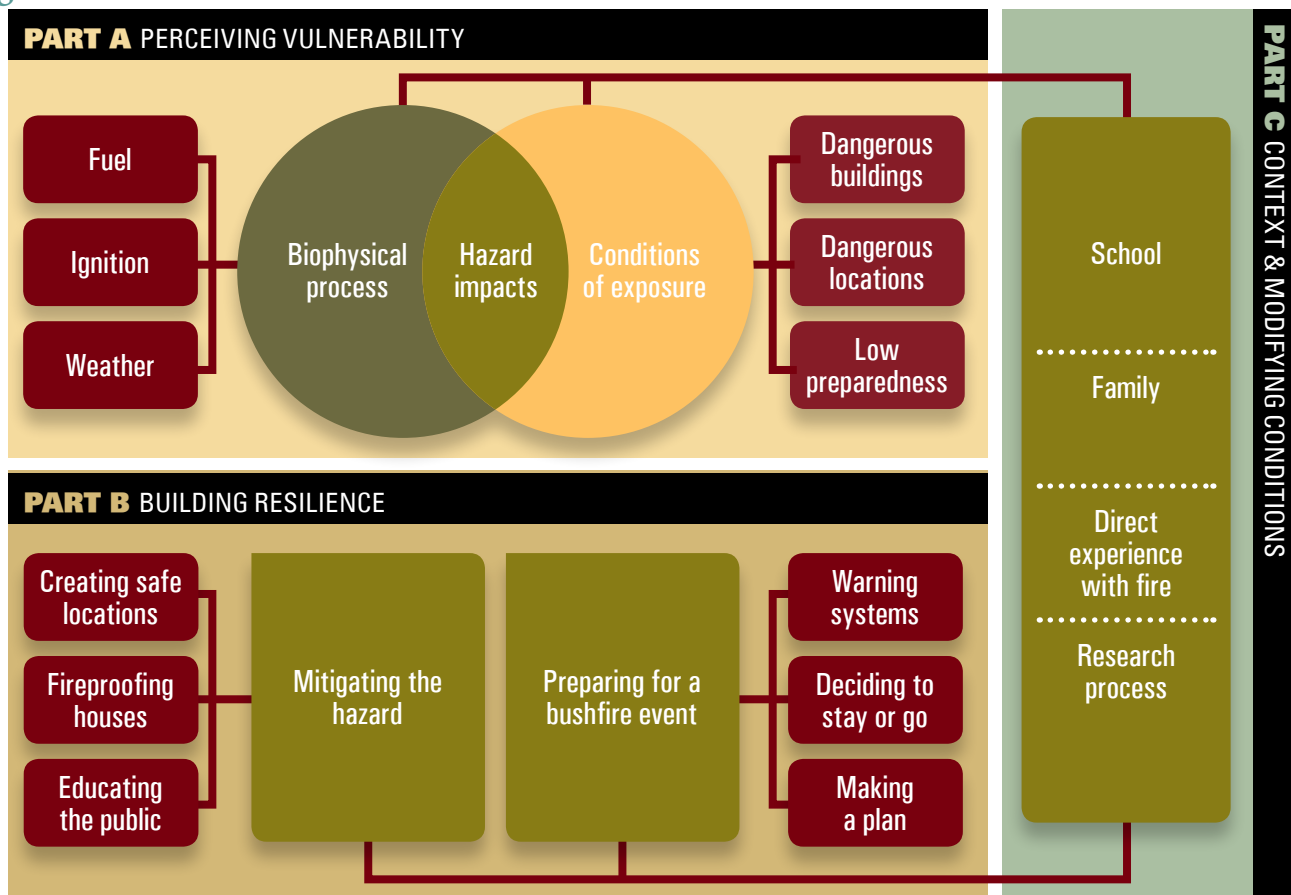 PART A PERCEIVING VULNERABILITY
Fuel
Ignition
Weather
Biophysical
process
Hazard
impacts
Conditions
of exposure
Dangerous
buildings
Dangerous
locations
Low
preparedness
PART B BUILDING RESILIENCE
Creating safe
locations
Fireproofing
houses
Educating
the public
Mitigating the
hazard
Preparing for a
bushfire event
Warning
systems
Deciding to
stay or go
Making
a plan
PART C CONTEXT & MODIFYING CONDITIONS
School
Family
Direct
experience
with fire
Research
process